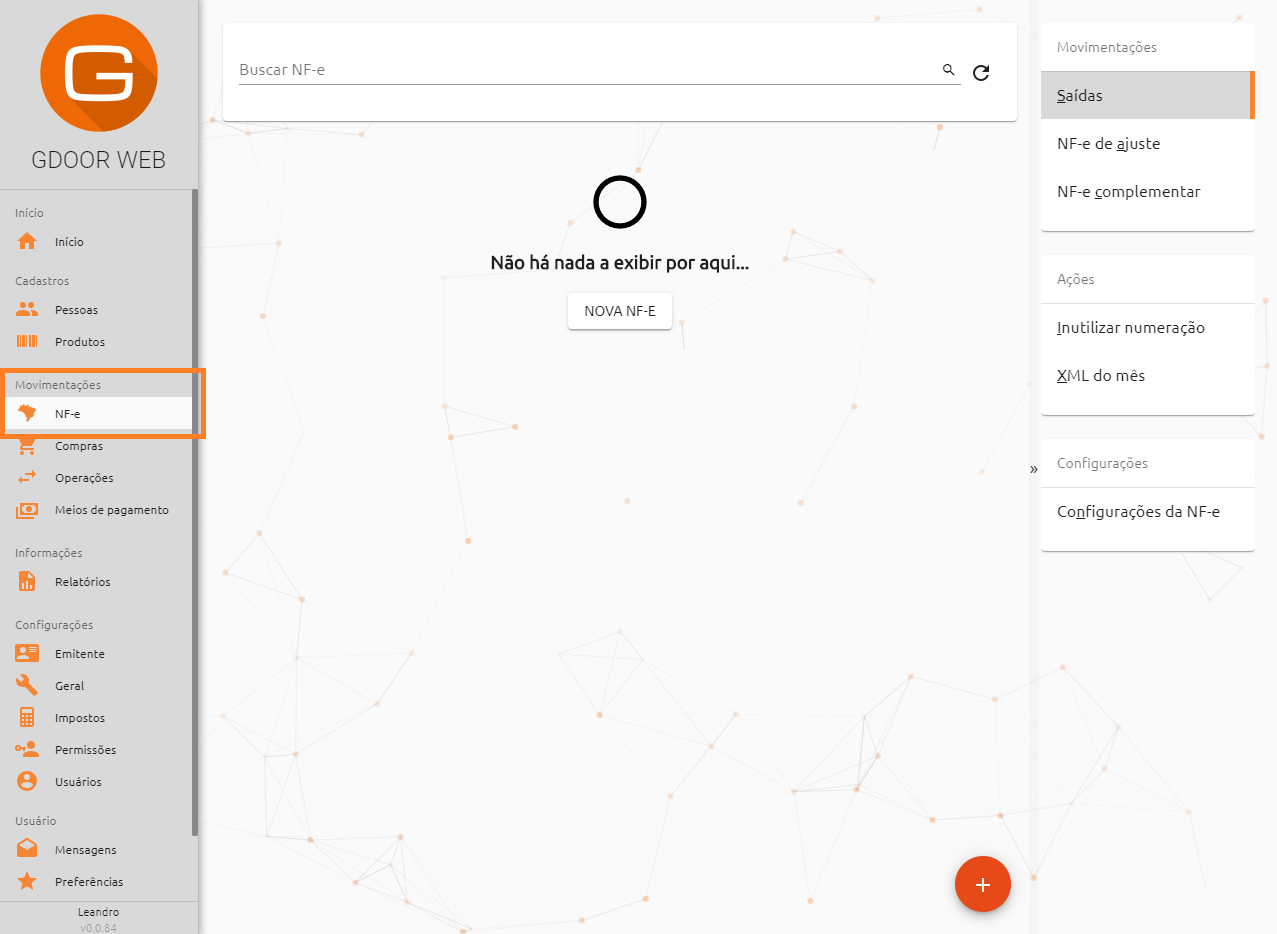 G
GDOOR WEB
Início
Início
Cadastros
Pessoas
Produtos
Movimentações
NF-e
Compras
Operações
Meios de pagamento
Informações
Relatórios
Configurações
Emitente
Geral
Impostos
Permissões
Usuários
Usuário
Mensagens
Preferências
Leandro
v0.0.84
Buscar NF-e
Não há nada a exibir por aqui...
NOVA NF-E
+
»
Movimentações
Saídas
NF-e de ajuste
NF-e complementar
Ações
Inutilizar numeração
XML do mês
Configurações
Configurações da NF-e